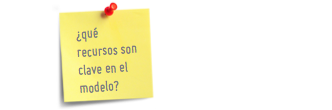 ¿qué
recursos son
clave en el
modelo?